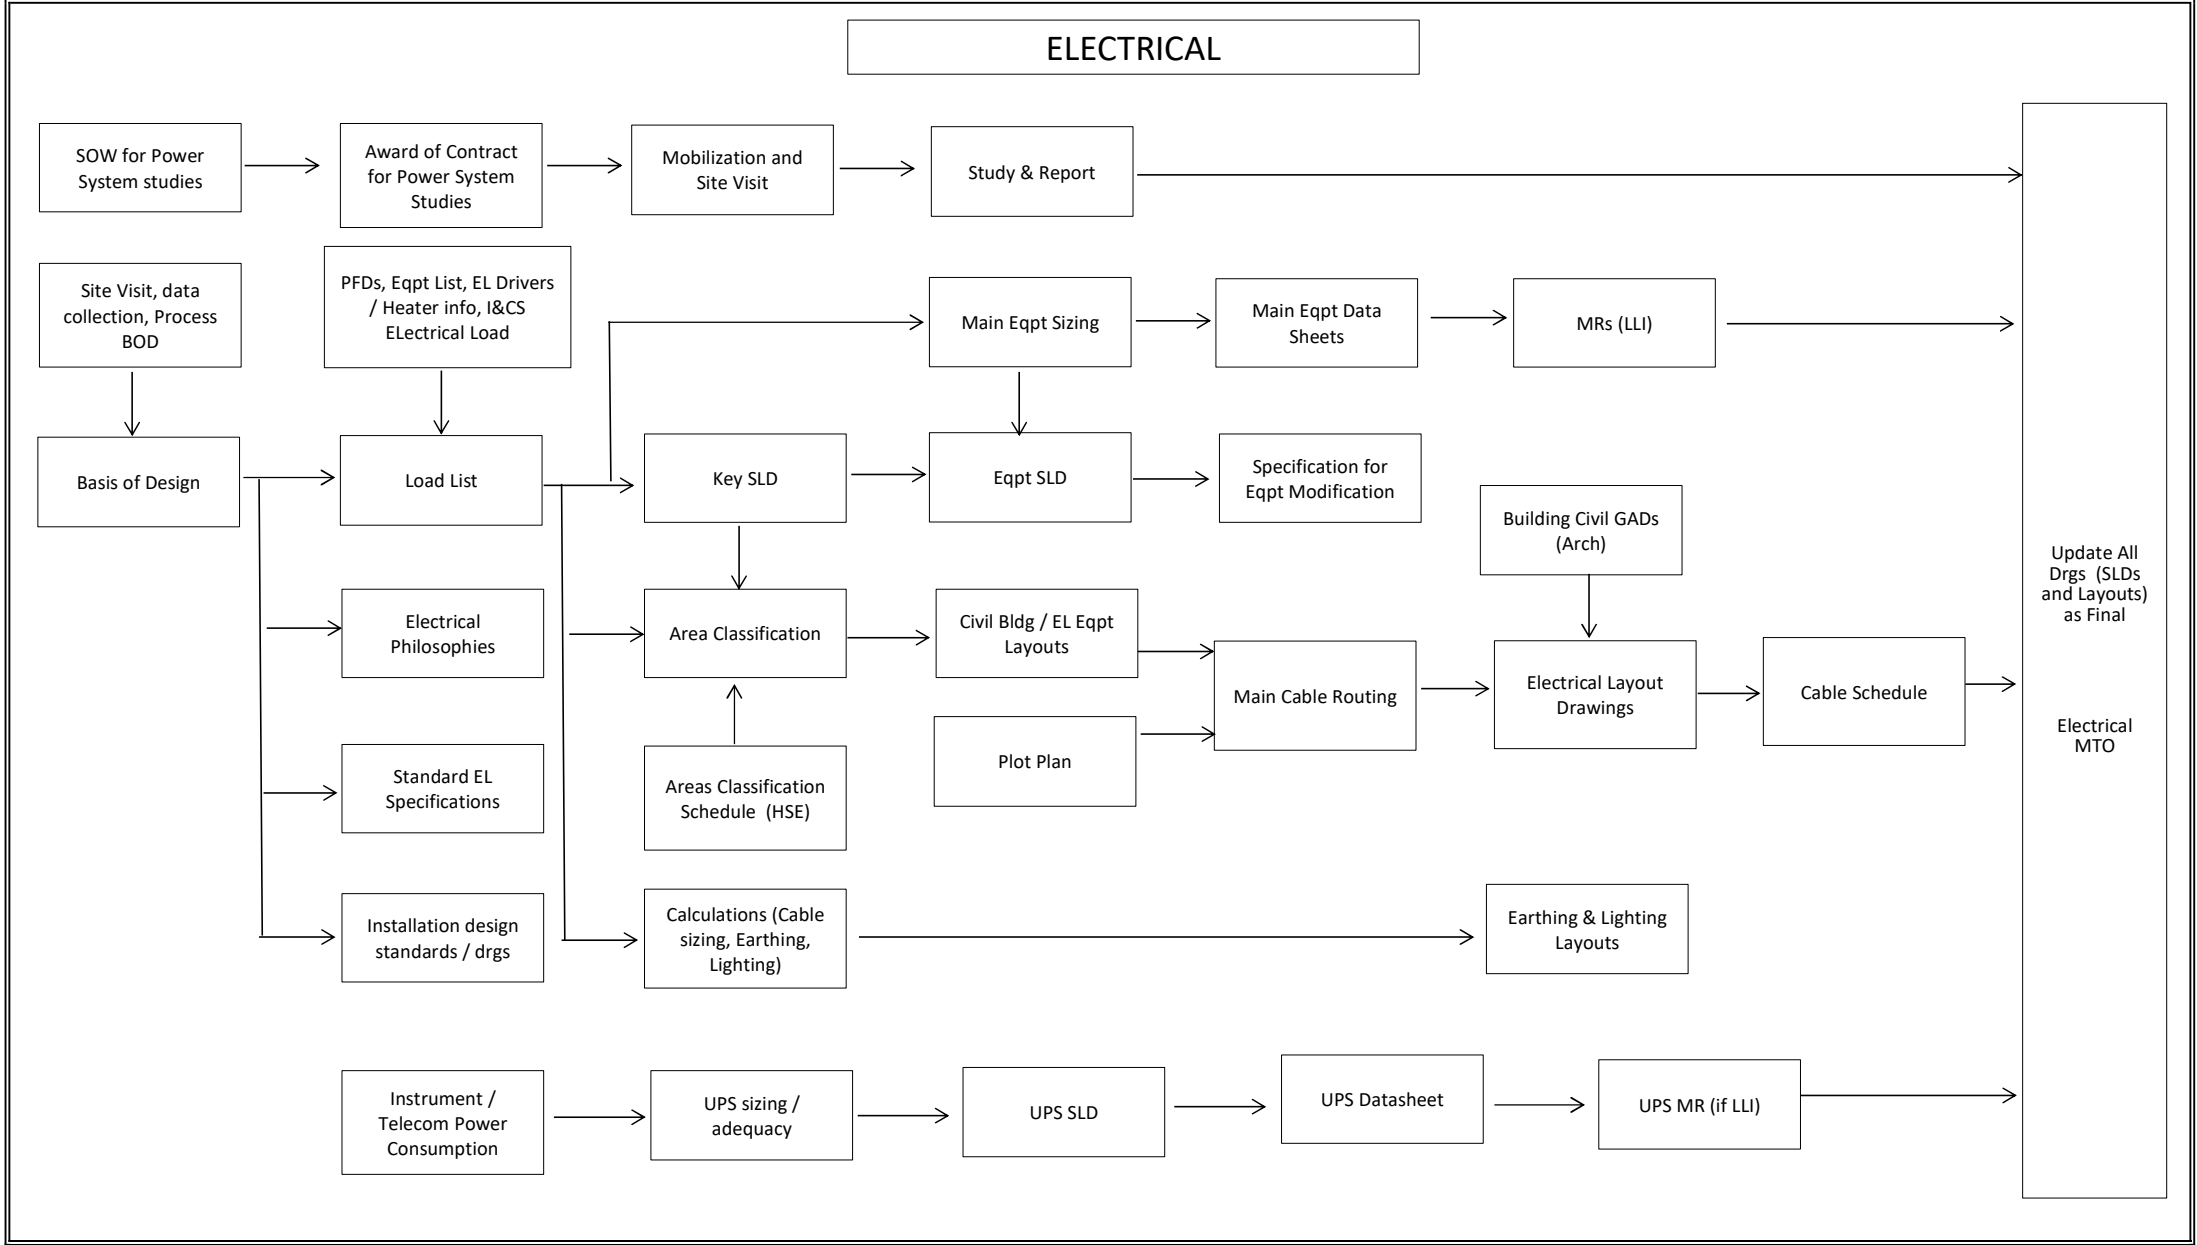 ELECTRICAL
SOW for Power
System studies
Award of Contract
for Power System
Studies
Mobilization and
Site Visit
Study & Report
Site Visit, data
collection, Process
BOD
PFDs, Eqpt List, EL Drivers
/ Heater info, I&CS
ELectrical Load
Main Eqpt Sizing
Main Eqpt Data
Sheets
MRs (LLI)
Basis of Design
Load List
Key SLD
Eqpt SLD
Specification for
Eqpt Modification
Building Civil GADs
(Arch)
Electrical
Philosophies
Area Classification
Civil Bldg / EL Eqpt
Layouts
Main Cable Routing
Electrical Layout
Drawings
Cable Schedule
Update All
Drgs (SLDs
and Layouts)
as Final
Electrical
MTO
Standard EL
Specifications
Areas Classification
Schedule (HSE)
Plot Plan
Installation design
standards / drgs
Calculations (Cable
sizing, Earthing,
Lighting)
Earthing & Lighting
Layouts
Instrument /
Telecom Power
Consumption
UPS sizing /
adequacy
UPS SLD
UPS Datasheet
UPS MR (if LLI)